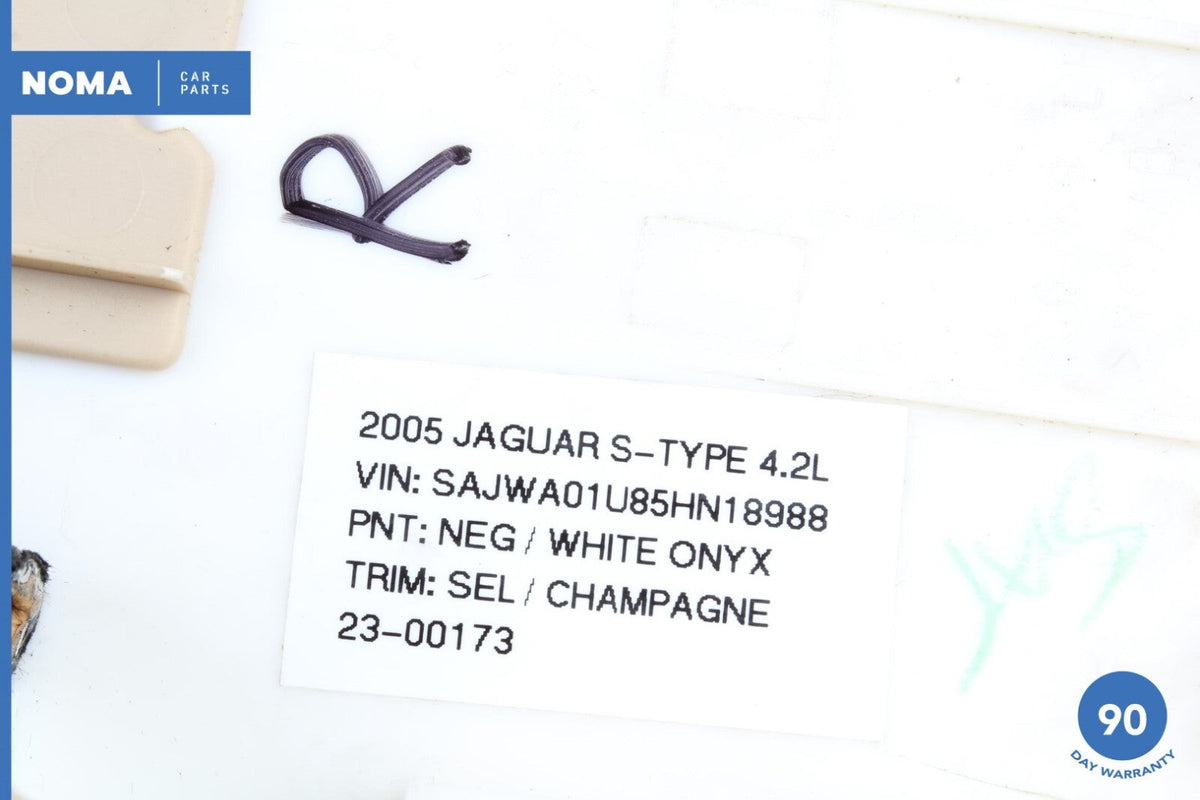 NOMA
CAR
PARTS
R
2005 JAGUAR S-TYPE 4.2L
VIN: SAJWA01U85HN18988
PNT: NEG / WHITE ONYX
TRIM: SEL / CHAMPAGNE
23-00173
90
DAY WARRANTY